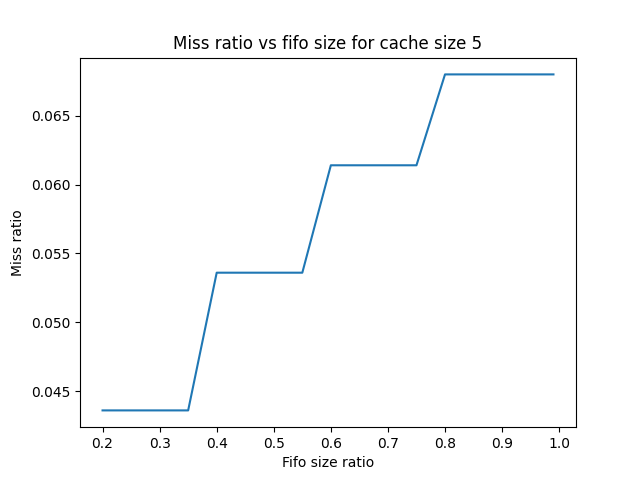 Miss ratio vs fifo size for cache size 5
0.065
0.060
0.055
0.050
0.045
Miss ratio
0.2 0.3 0.4 0.5 0.6 0.7 0.8 0.9 1.0
Fifo size ratio